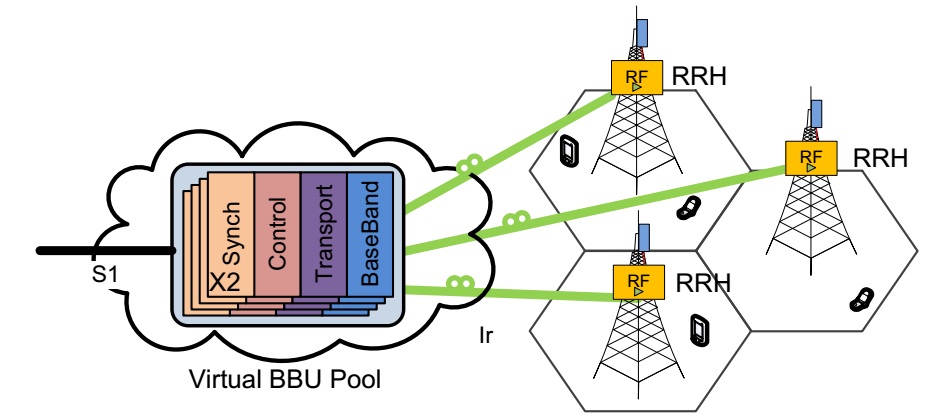 RF
RRH
RF
RRH
Synch
Control
Transport
BaseBand
X2
S1
RF
RRH
Ir
Virtual BBU Pool